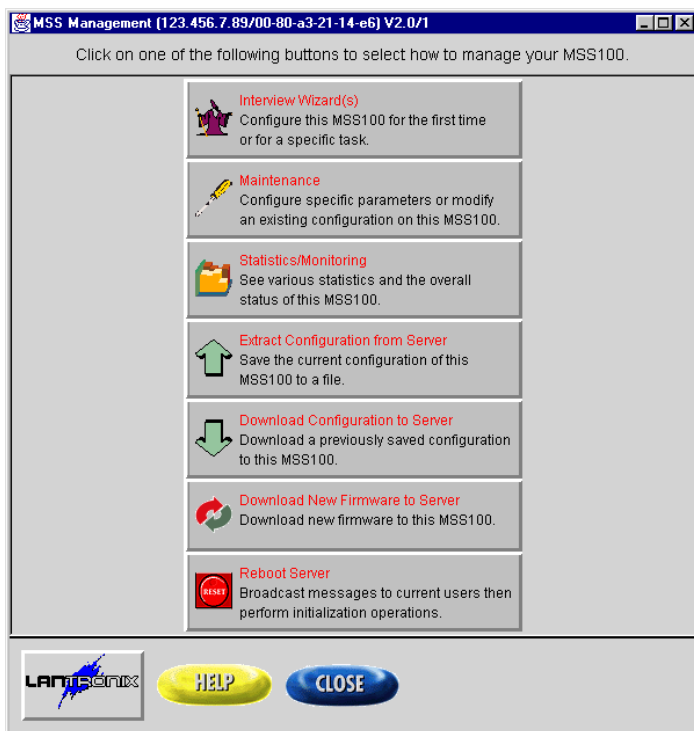 MSS Management (123.456.7.89/00-80-a3-21-14-e6) V2.0/1
Click on one of the following buttons to select how to manage your MSS100.
Interview Wizard(s)
Configure this MSS100 for the first time
or for a specific task.
Maintenance
Configure specific parameters or modify
an existing configuration on this MSS100.
Statistics/Monitoring
See various statistics and the overall
status of this MSS100.
Extract Configuration from Server
Save the current configuration of this
MSS100 to a file.
Download Configuration to Server
Download a previously saved configuration
to this MSS100.
Download New Firmware to Server
Download new firmware to this MSS100.
RESET
Reboot Server
Broadcast messages to current users then
perform initialization operations.
LANTRONIX
HELP
CLOSE